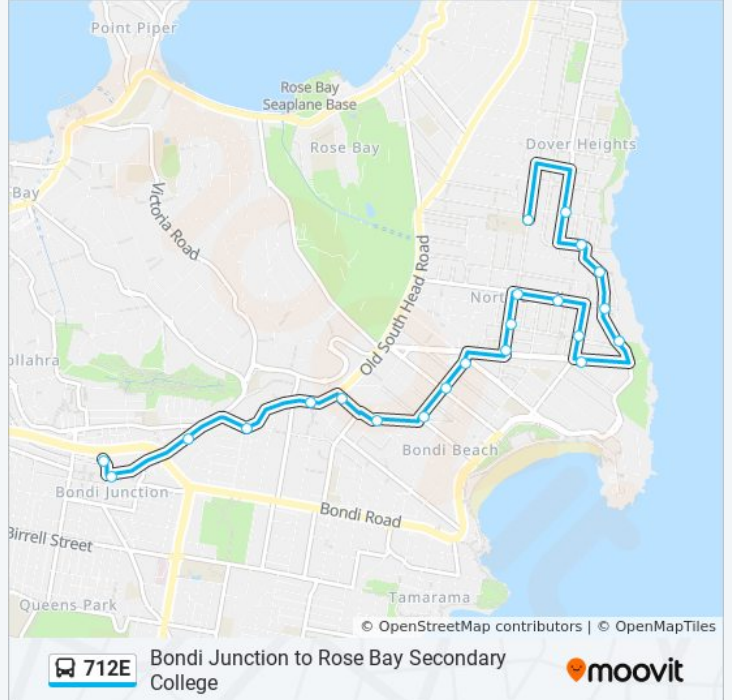 Point Piper
Rose Bay
Seaplane Base
Dover Heights
Rose Bay
Bay
Victoria Road
Old South Head Road
Nort
ollahra
Bondi Beach
Bondi Junction
Bondi Road
Birrell Street
Tamarama
Queens Park
© OpenStreetMap contributors | © OpenMapTiles
712E
Bondi Junction to Rose Bay Secondary
College
moovit